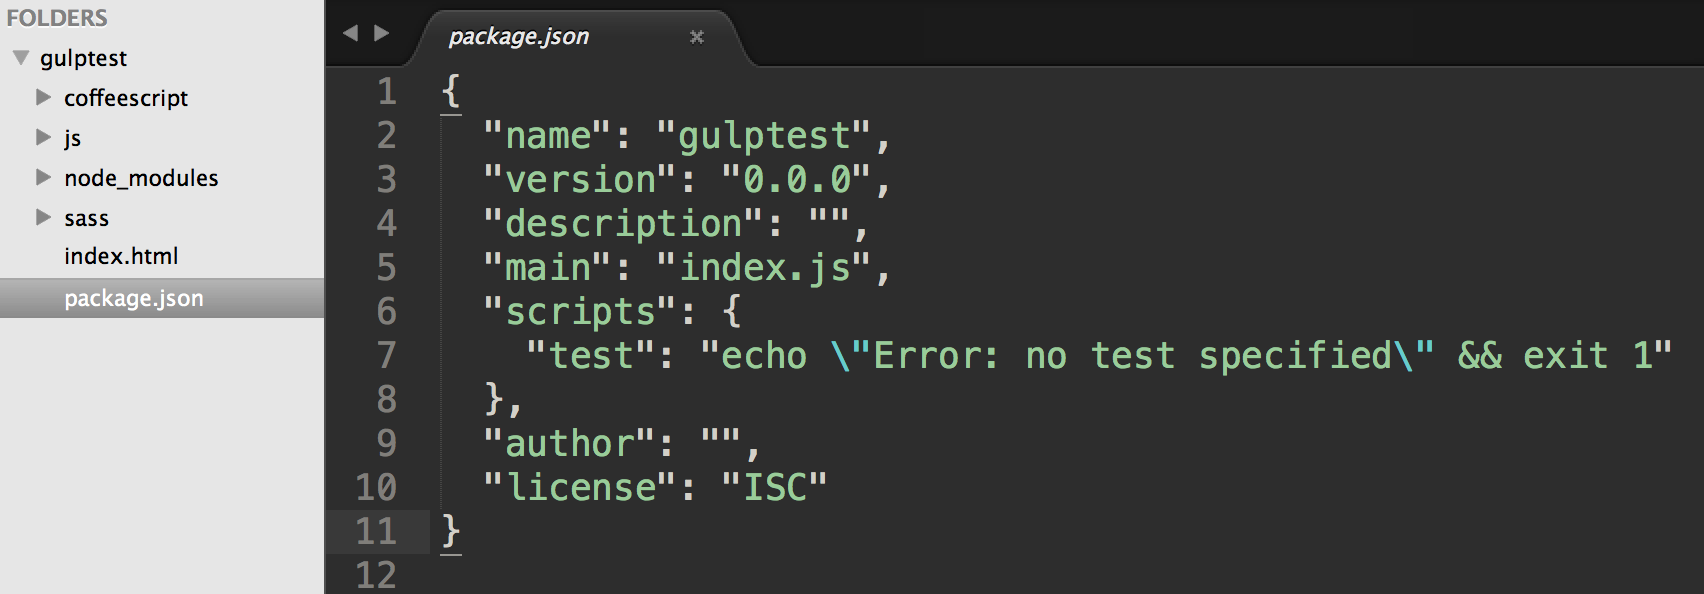 FOLDERS
gulptest
coffeescript
js
node_modules
sass
index.html
package.json
package.json
1 {
2 "name": "gulptest",
3 "version": "0.0.0",
4 "description": "",
5 "main": "index.js",
6 "scripts": {
7 "test": "echo \"Error: no test specified\" && exit 1"
8 },
9 "author": "",
10 "license": "ISC"
11 }
12